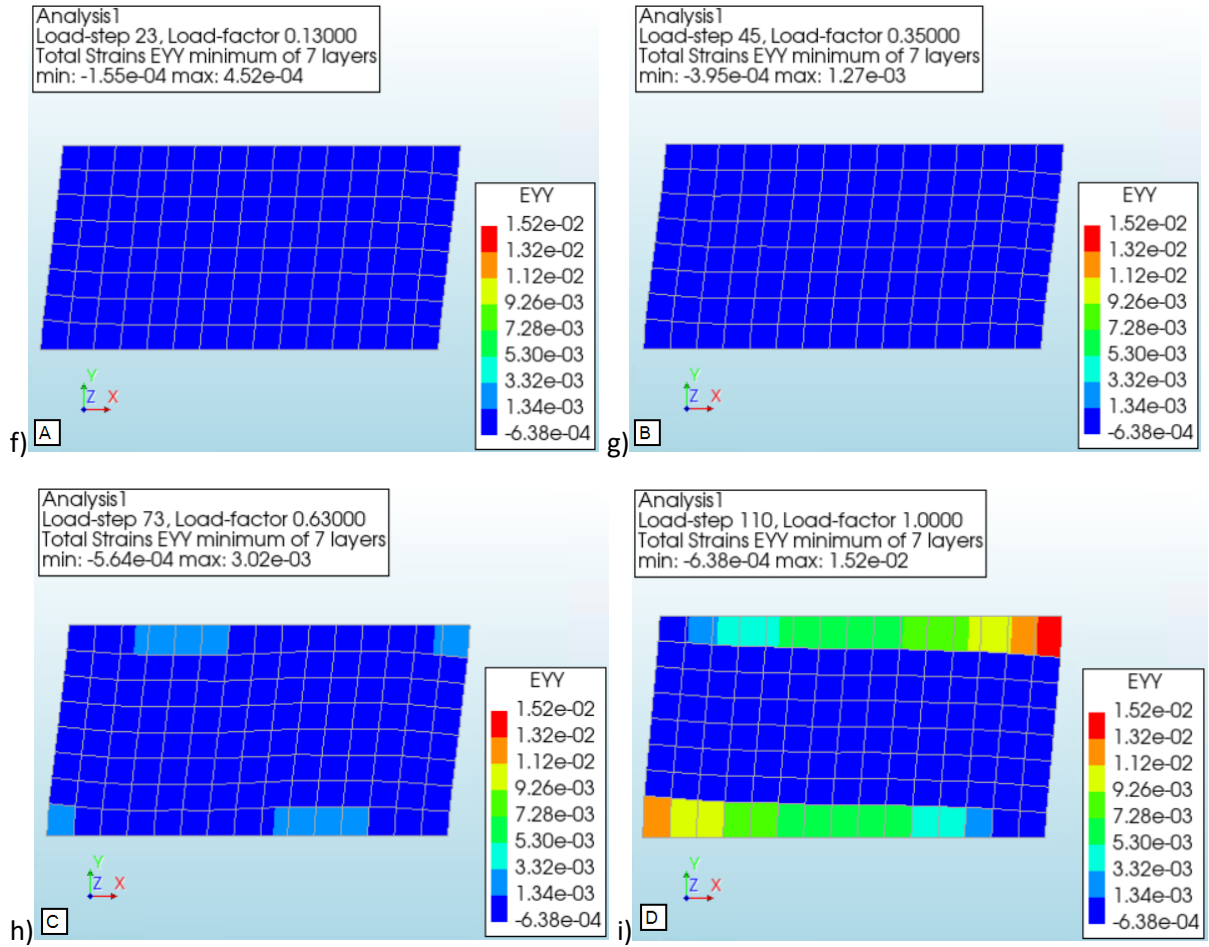 Analysis1
Load-step 23, Load-factor 0.13000
Total Strains EYY minimum of 7 layers
min: -1.55e-04 max: 4.52e-04
EYY
1.52e-02
1.32e-02
1.12e-02
9.26e-03
7.28e-03
5.30e-03
3.32e-03
1.34e-03
-6.38e-04
Y
Z X
f) A
Analysis1
Load-step 45, Load-factor 0.35000
Total Strains EYY minimum of 7 layers
min: -3.95e-04 max: 1.27e-03
EYY
1.52e-02
1.32e-02
1.12e-02
9.26e-03
7.28e-03
5.30e-03
3.32e-03
1.34e-03
-6.38e-04
Y
Z X
g) B
Analysis1
Load-step 73, Load-factor 0.63000
Total Strains EYY minimum of 7 layers
min: -5.64e-04 max: 3.02e-03
EYY
1.52e-02
1.32e-02
1.12e-02
9.26e-03
7.28e-03
5.30e-03
3.32e-03
1.34e-03
-6.38e-04
Y
Z X
h) C
Analysis1
Load-step 110, Load-factor 1.0000
Total Strains EYY minimum of 7 layers
min: -6.38e-04 max: 1.52e-02
EYY
1.52e-02
1.32e-02
1.12e-02
9.26e-03
7.28e-03
5.30e-03
3.32e-03
1.34e-03
-6.38e-04
Y
Z X
i) D